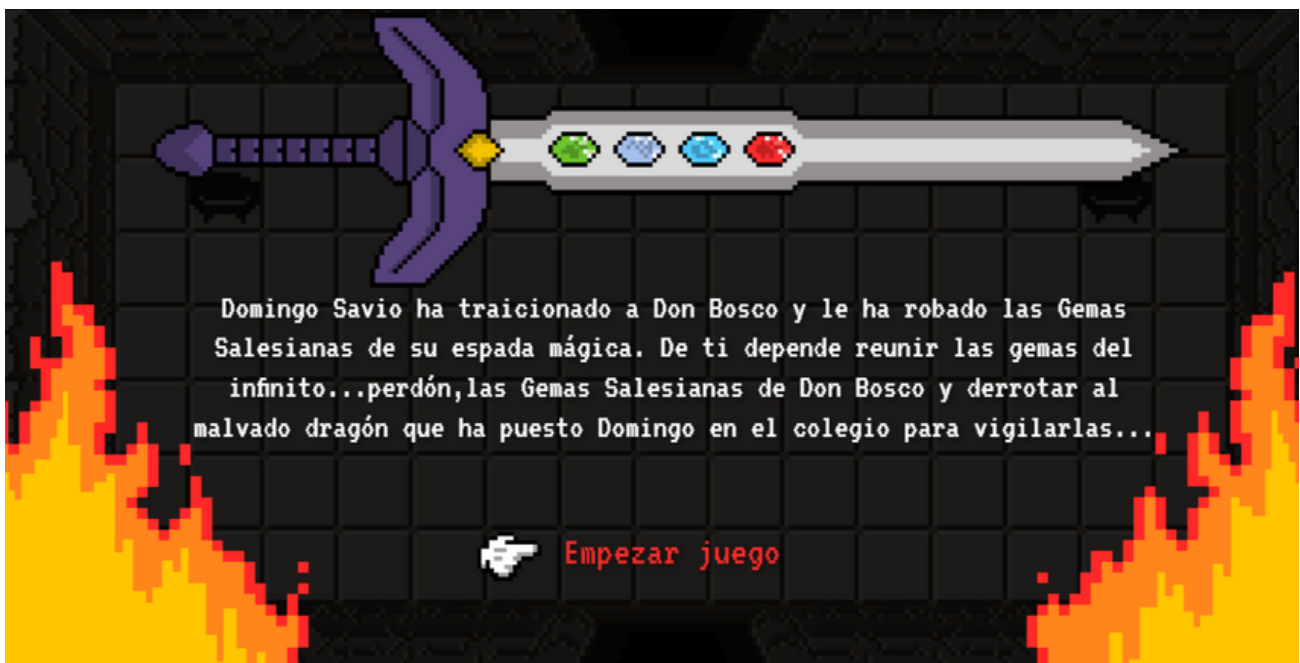 Domingo Savio ha traicionado a Don Bosco y le ha robado las Gemas
Salesianas de su espada mágica. De ti depende reunir las gemas del
infinito...perdón,las Gemas Salesianas de Don Bosco y derrotar al
malvado dragón que ha puesto Domingo en el colegio para vigilarlas...
Empezar juego